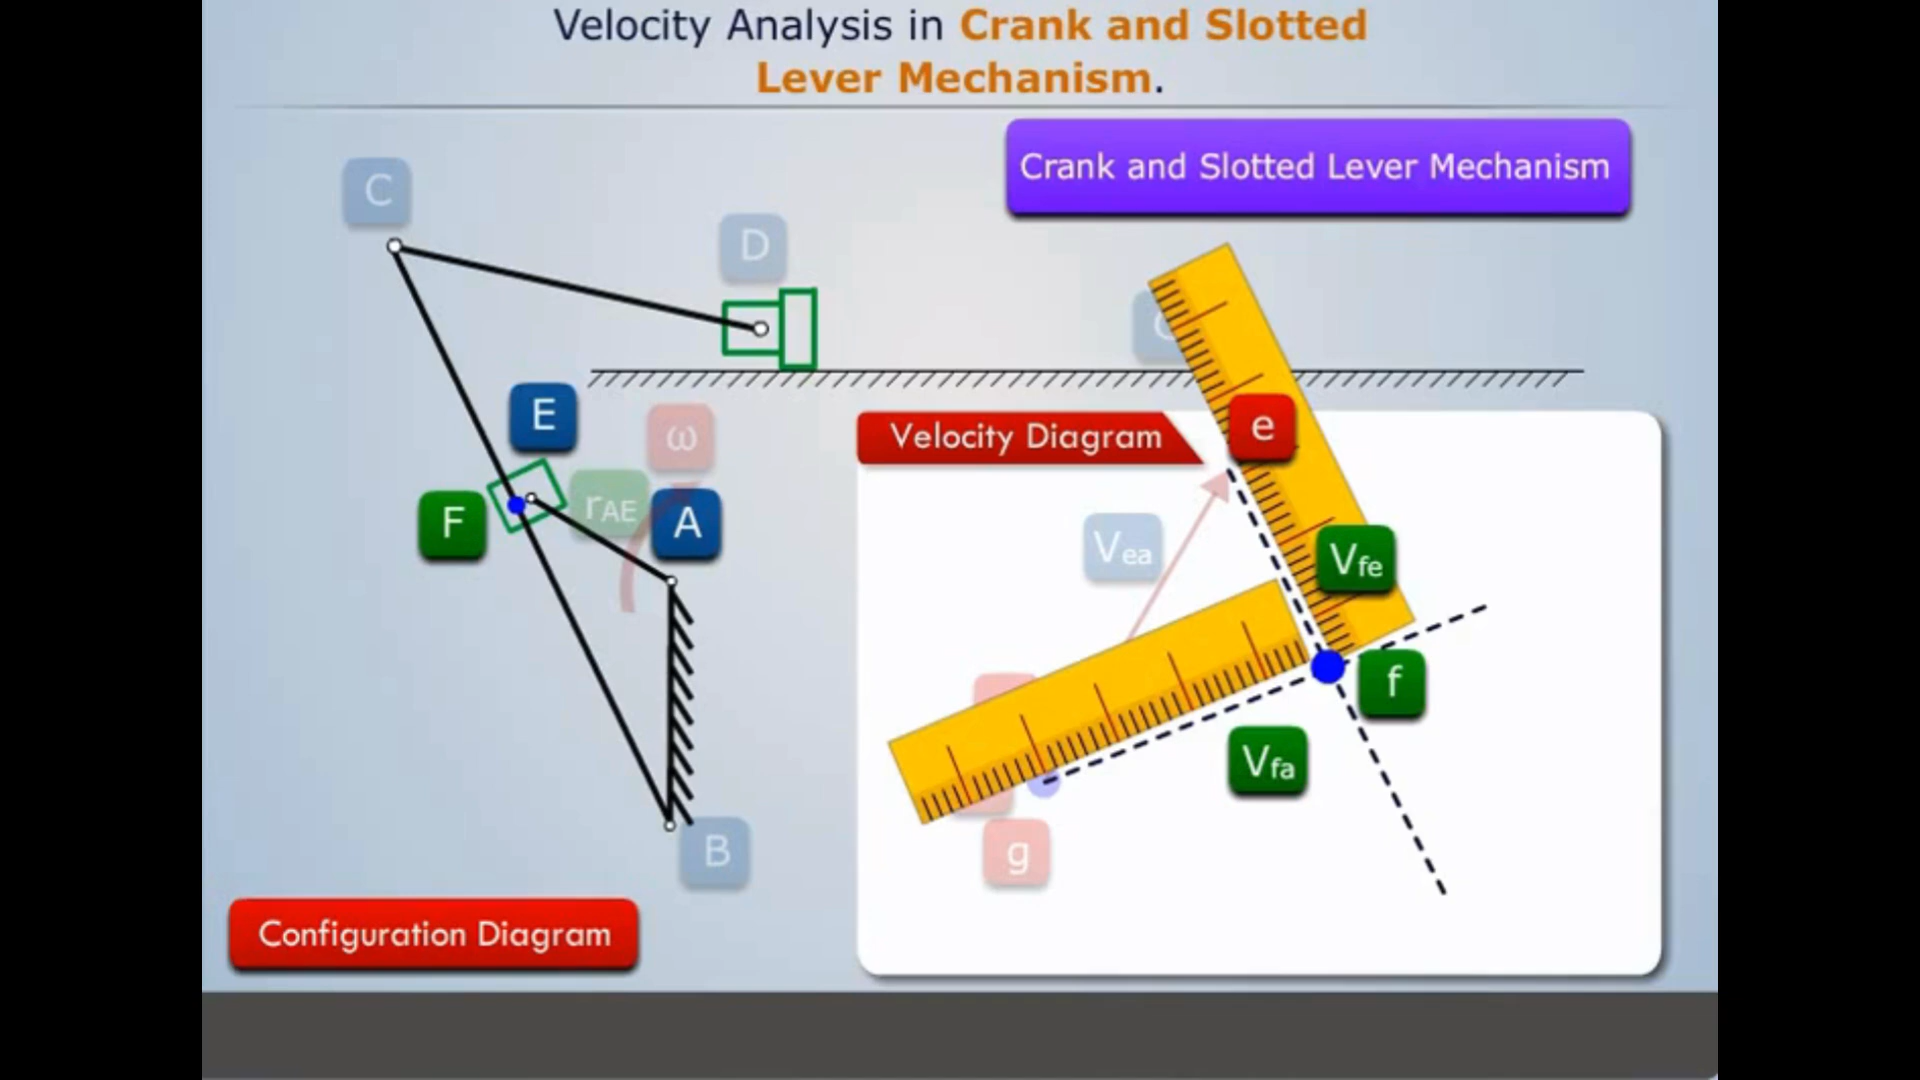 Velocity Analysis in Crank and Slotted
Lever Mechanism.
Crank and Slotted Lever Mechanism
C
D
E
ω
e
Velocity Diagram
F
rAE
A
Vea
Vfe
f
Vfa
B
g
Configuration Diagram